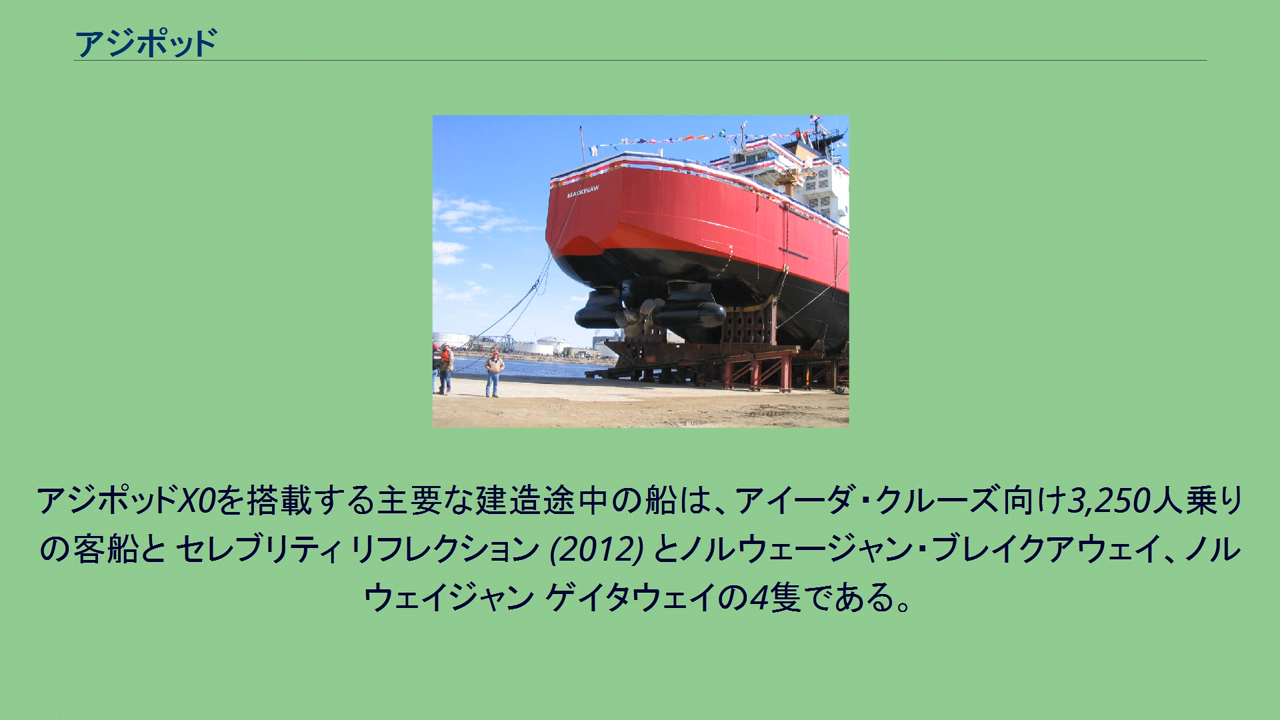 アジポッド
MACKINAW
アジポッドX0を搭載する主要な建造途中の船は、アイーダ・クルーズ向け3,250人乗り
の客船と セレブリティ リフレクション (2012) とノルウェージャン・ブレイクアウェイ、ノル
ウェイジャン ゲイタウェイの4隻である。